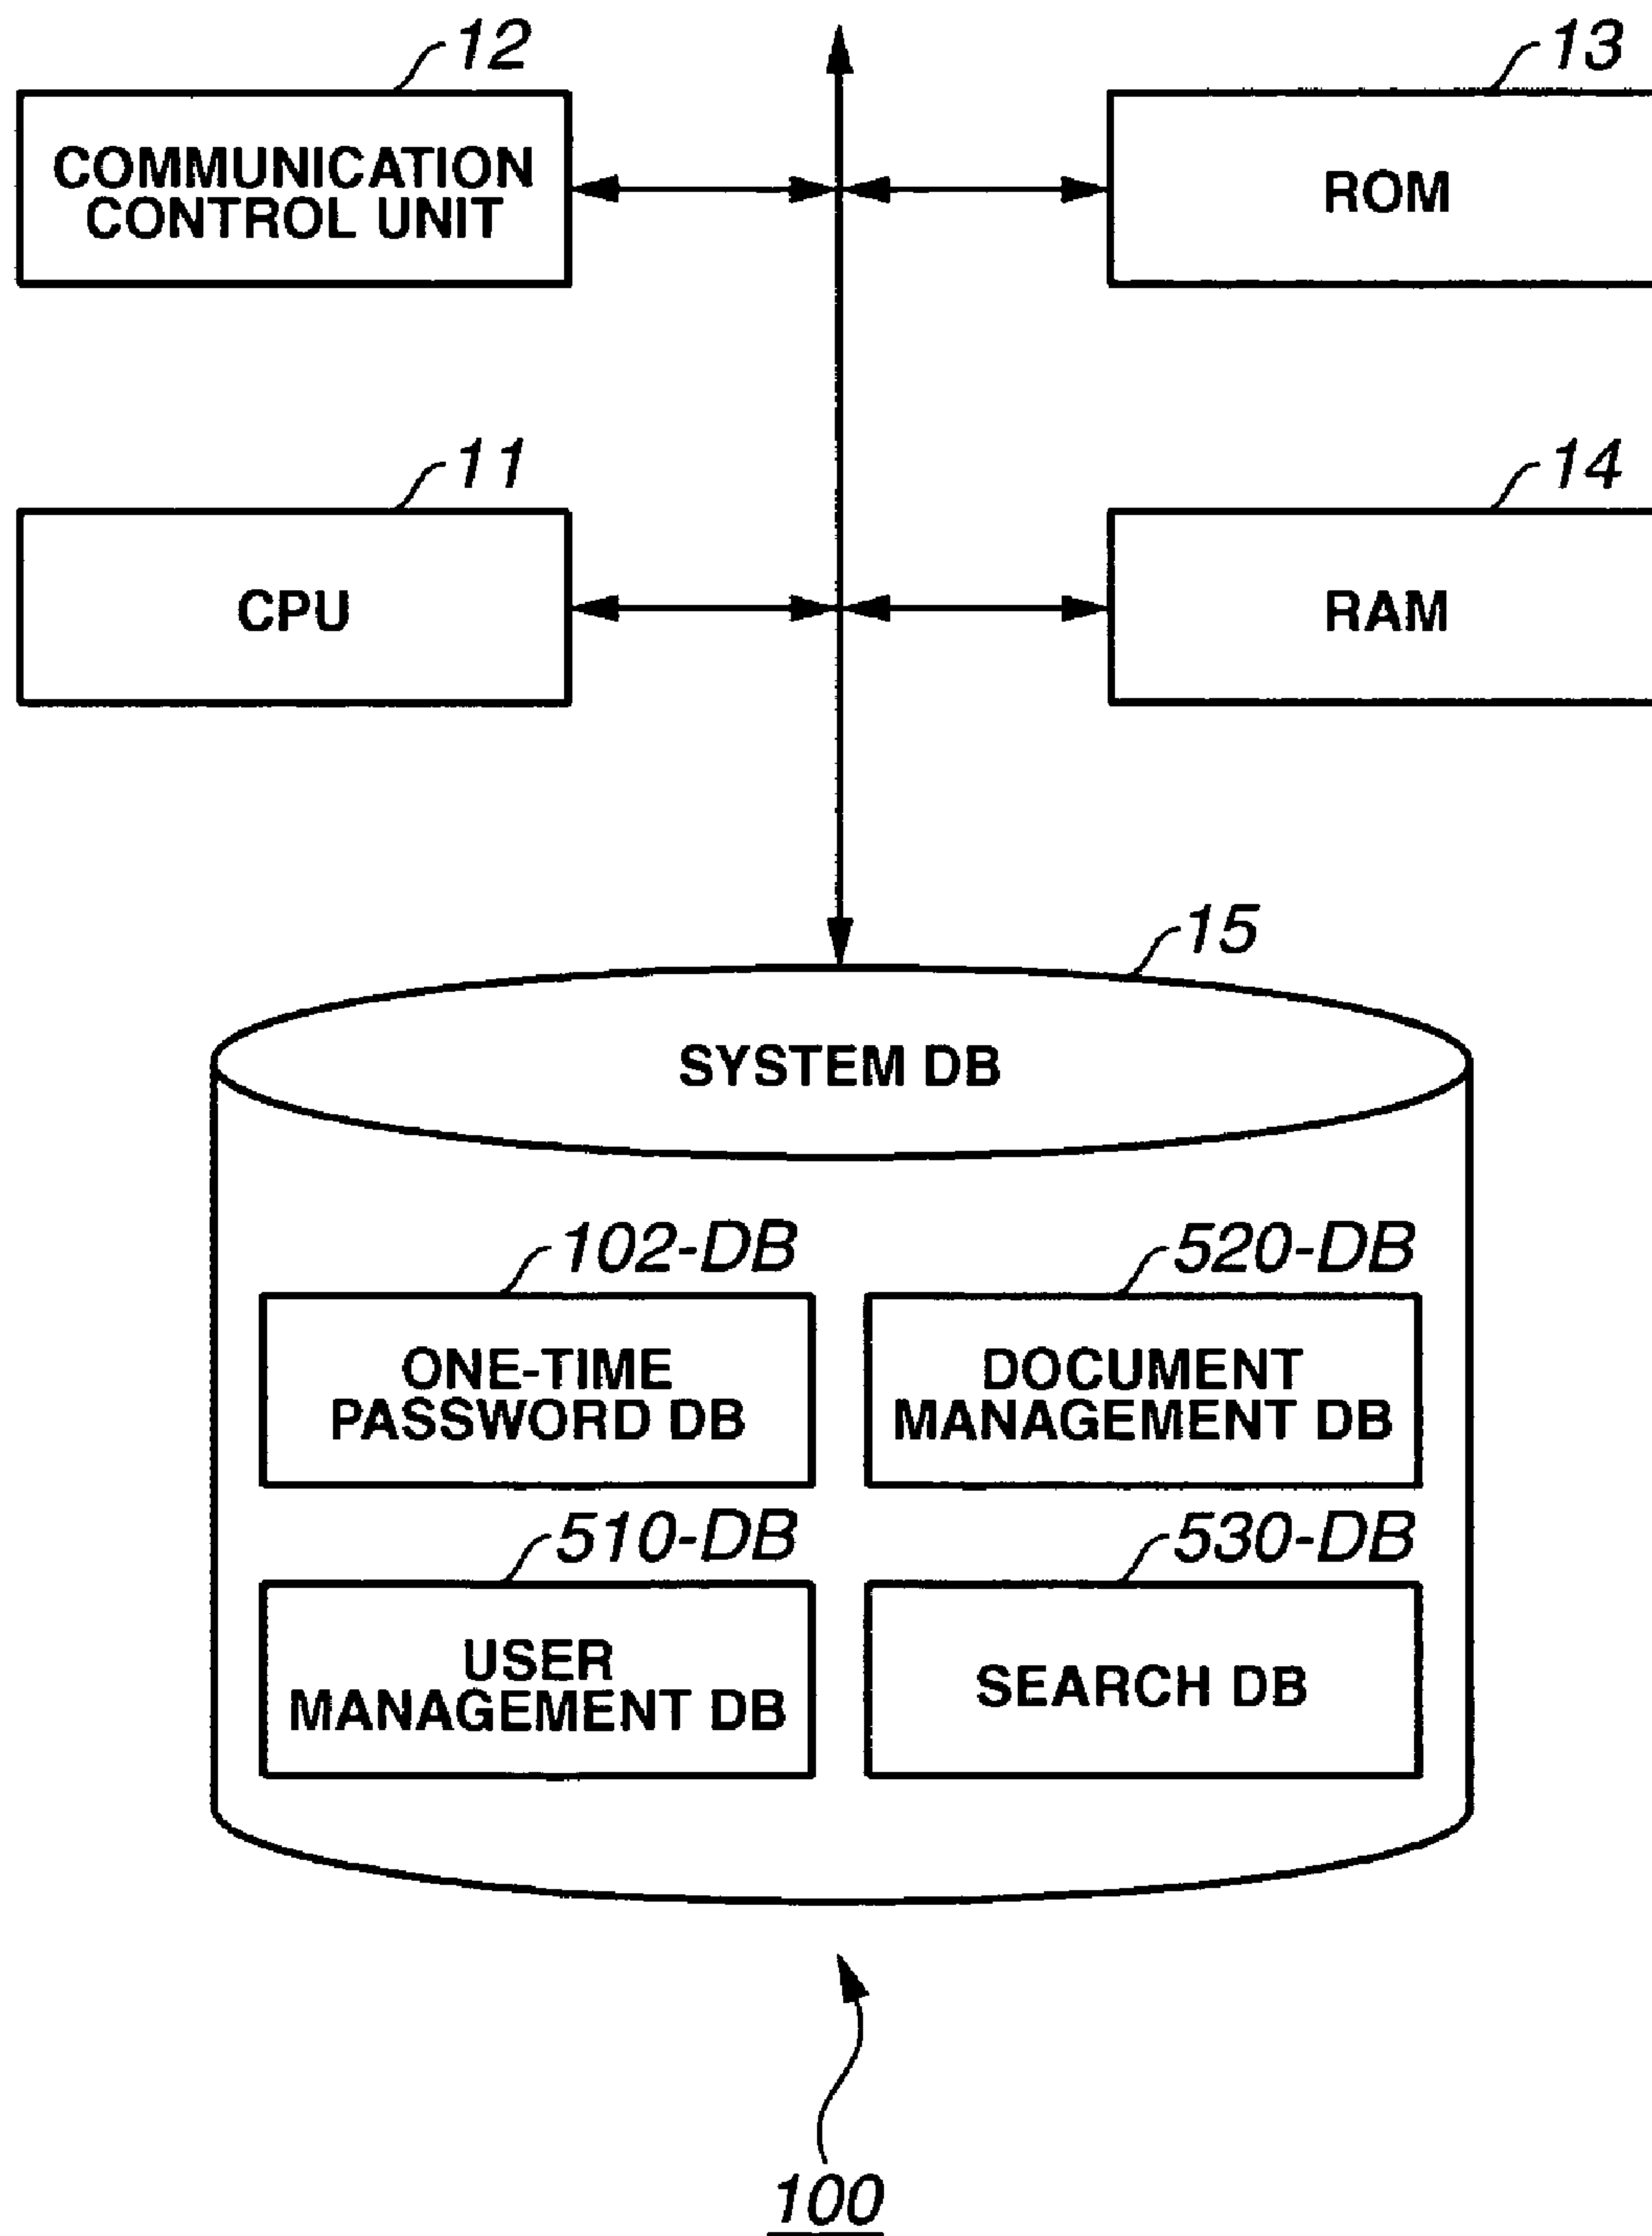 12
COMMUNICATION
CONTROL UNIT
13
ROM
11
CPU
14
RAM
15
SYSTEM DB
102-DB
ONE-TIME
PASSWORD DB
520-DB
DOCUMENT
MANAGEMENT DB
510-DB
USER
MANAGEMENT DB
530-DB
SEARCH DB
100